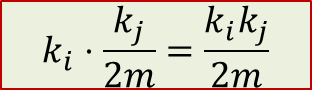 k_i · k_j/2m = k_i k_j/2m